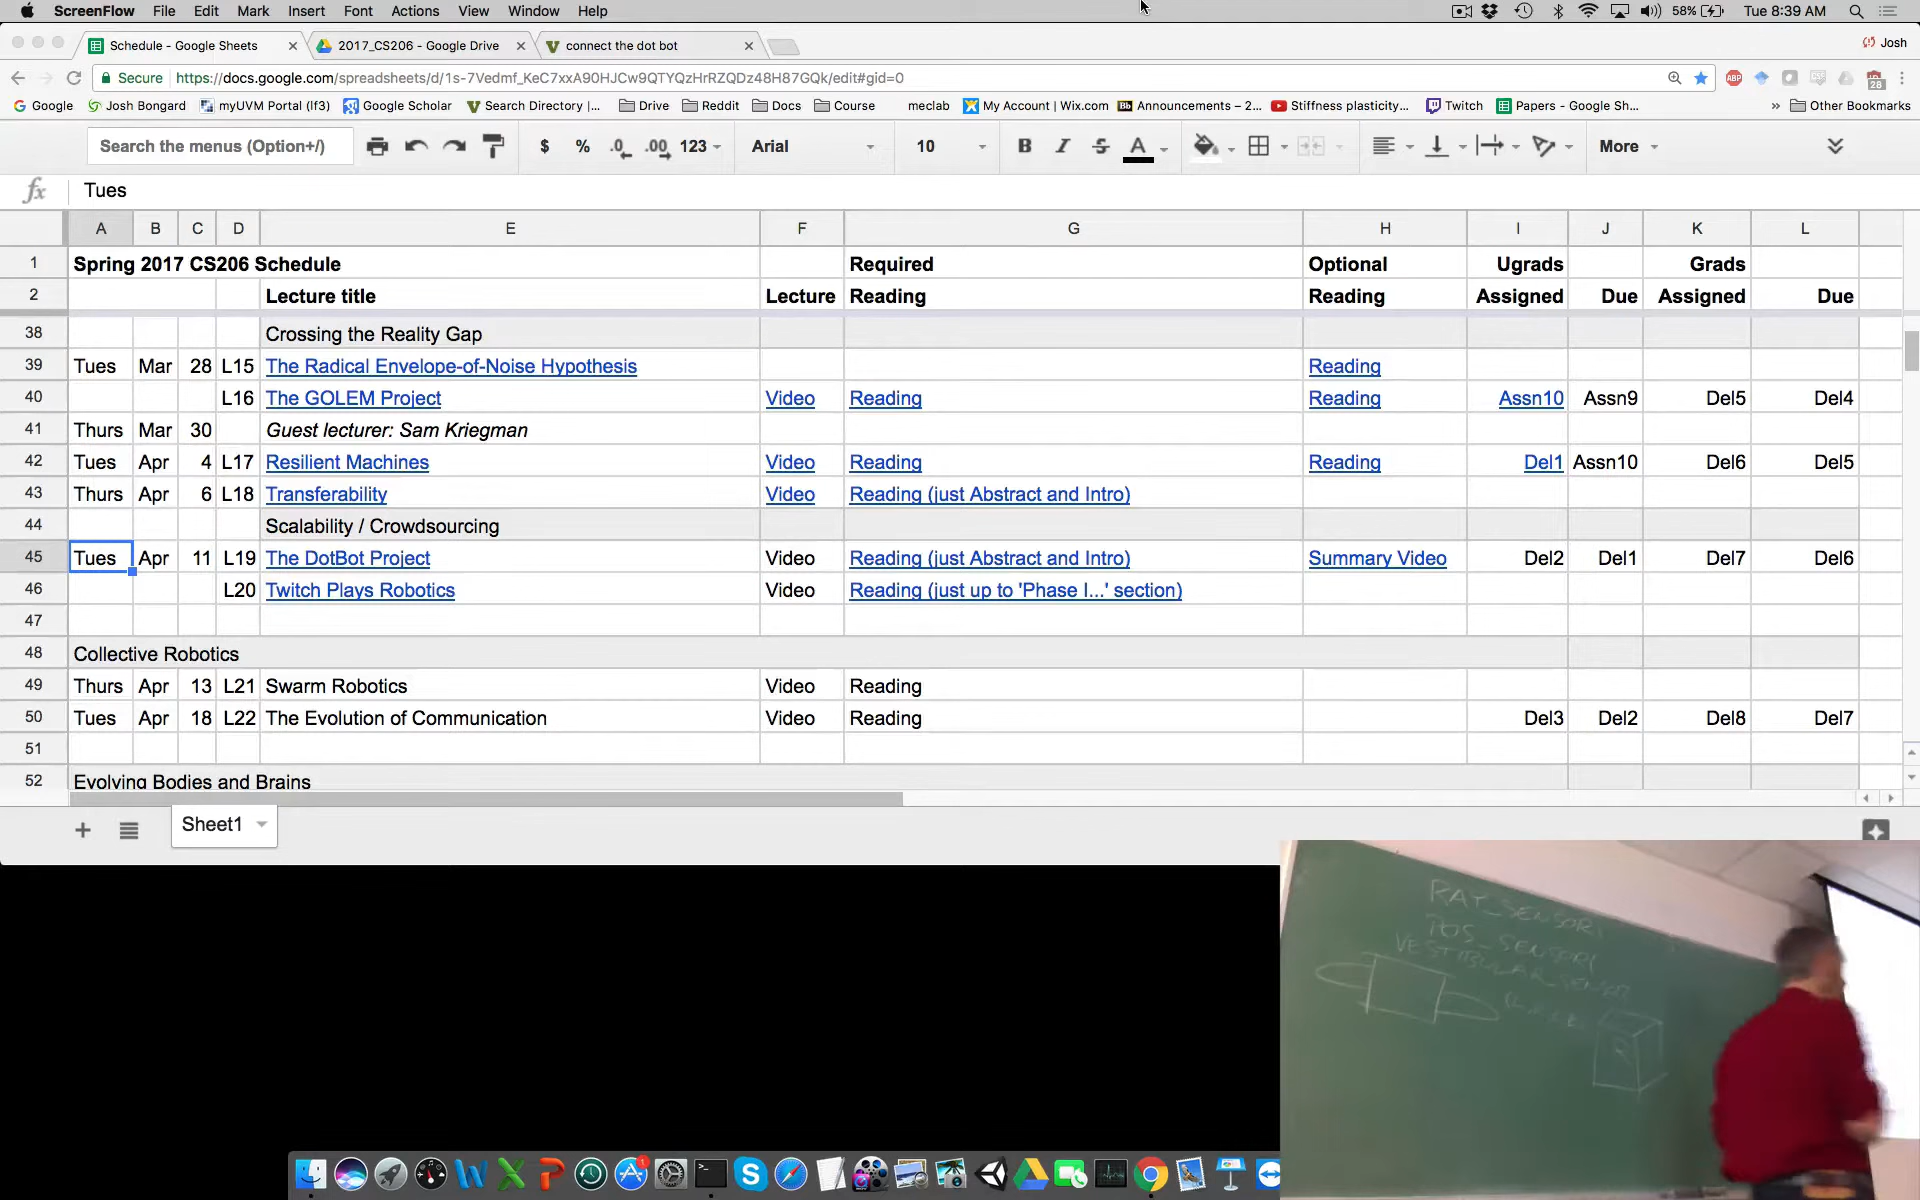 ScreenFlow File Edit Mark Insert Font Actions View Window Help 58% Tue 8:39 AM
Schedule - Google Sheets 2017_CS206 - Google Drive connect the dot bot Josh
Secure https://docs.google.com/spreadsheets/d/1s-7Vedmf_KeC7xxA90HJCw9QTYQzHrRZQDz48H87GQk/edit#gid=0 ABP 28
Google Josh Bongard myUVM Portal (lf3) Google Scholar Search Directory |... Drive Reddit Docs Course meclab My Account | Wix.com Bb Announcements – 2... Stiffness plasticity... Twitch Papers - Google Sh... » Other Bookmarks
Search the menus (Option+/) $ % .0 .00 123 Arial 10 B I S A More
fx Tues
A B C D E F G H I J K L
1 Spring 2017 CS206 Schedule Required Optional Ugrads Grads
2 Lecture title Lecture Reading Reading Assigned Due Assigned Due
38 Crossing the Reality Gap
39 Tues Mar 28 L15 The Radical Envelope-of-Noise Hypothesis Reading
40 L16 The GOLEM Project Video Reading Reading Assn10 Assn9 Del5 Del4
41 Thurs Mar 30 Guest lecturer: Sam Kriegman
42 Tues Apr 4 L17 Resilient Machines Video Reading Reading Del1 Assn10 Del6 Del5
43 Thurs Apr 6 L18 Transferability Video Reading (just Abstract and Intro)
44 Scalability / Crowdsourcing
45 Tues Apr 11 L19 The DotBot Project Video Reading (just Abstract and Intro) Summary Video Del2 Del1 Del7 Del6
46 L20 Twitch Plays Robotics Video Reading (just up to 'Phase I...' section)
47
48 Collective Robotics
49 Thurs Apr 13 L21 Swarm Robotics Video Reading
50 Tues Apr 18 L22 The Evolution of Communication Video Reading Del3 Del2 Del8 Del7
51
52 Evolving Bodies and Brains
+ Sheet1
RAY_SENSOR
POS_SENSOR
VESTIBULAR_SENSOR